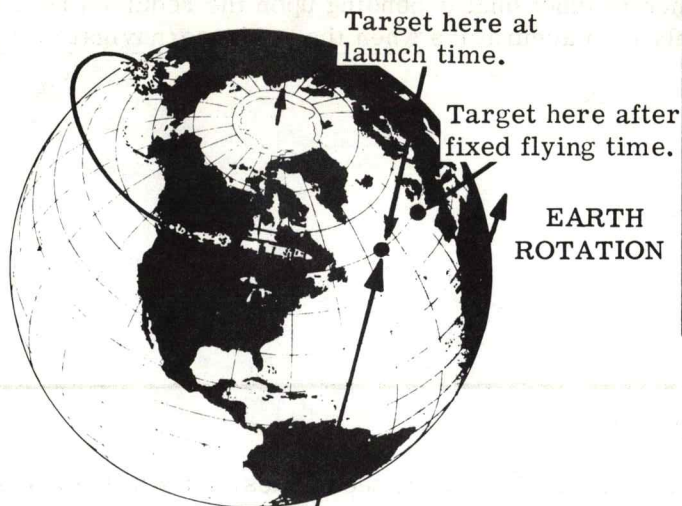 Target here at
launch time.
Target here after
fixed flying time.
EARTH
ROTATION